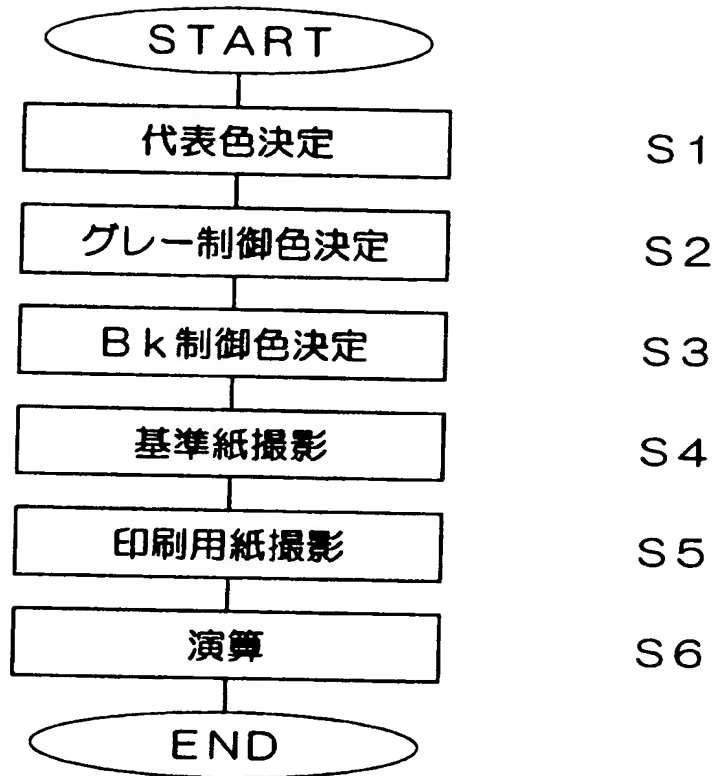 START
代表色決定 S1
グレー制御色決定 S2
Bk制御色決定 S3
基準紙撮影 S4
印刷用紙撮影 S5
演算 S6
END